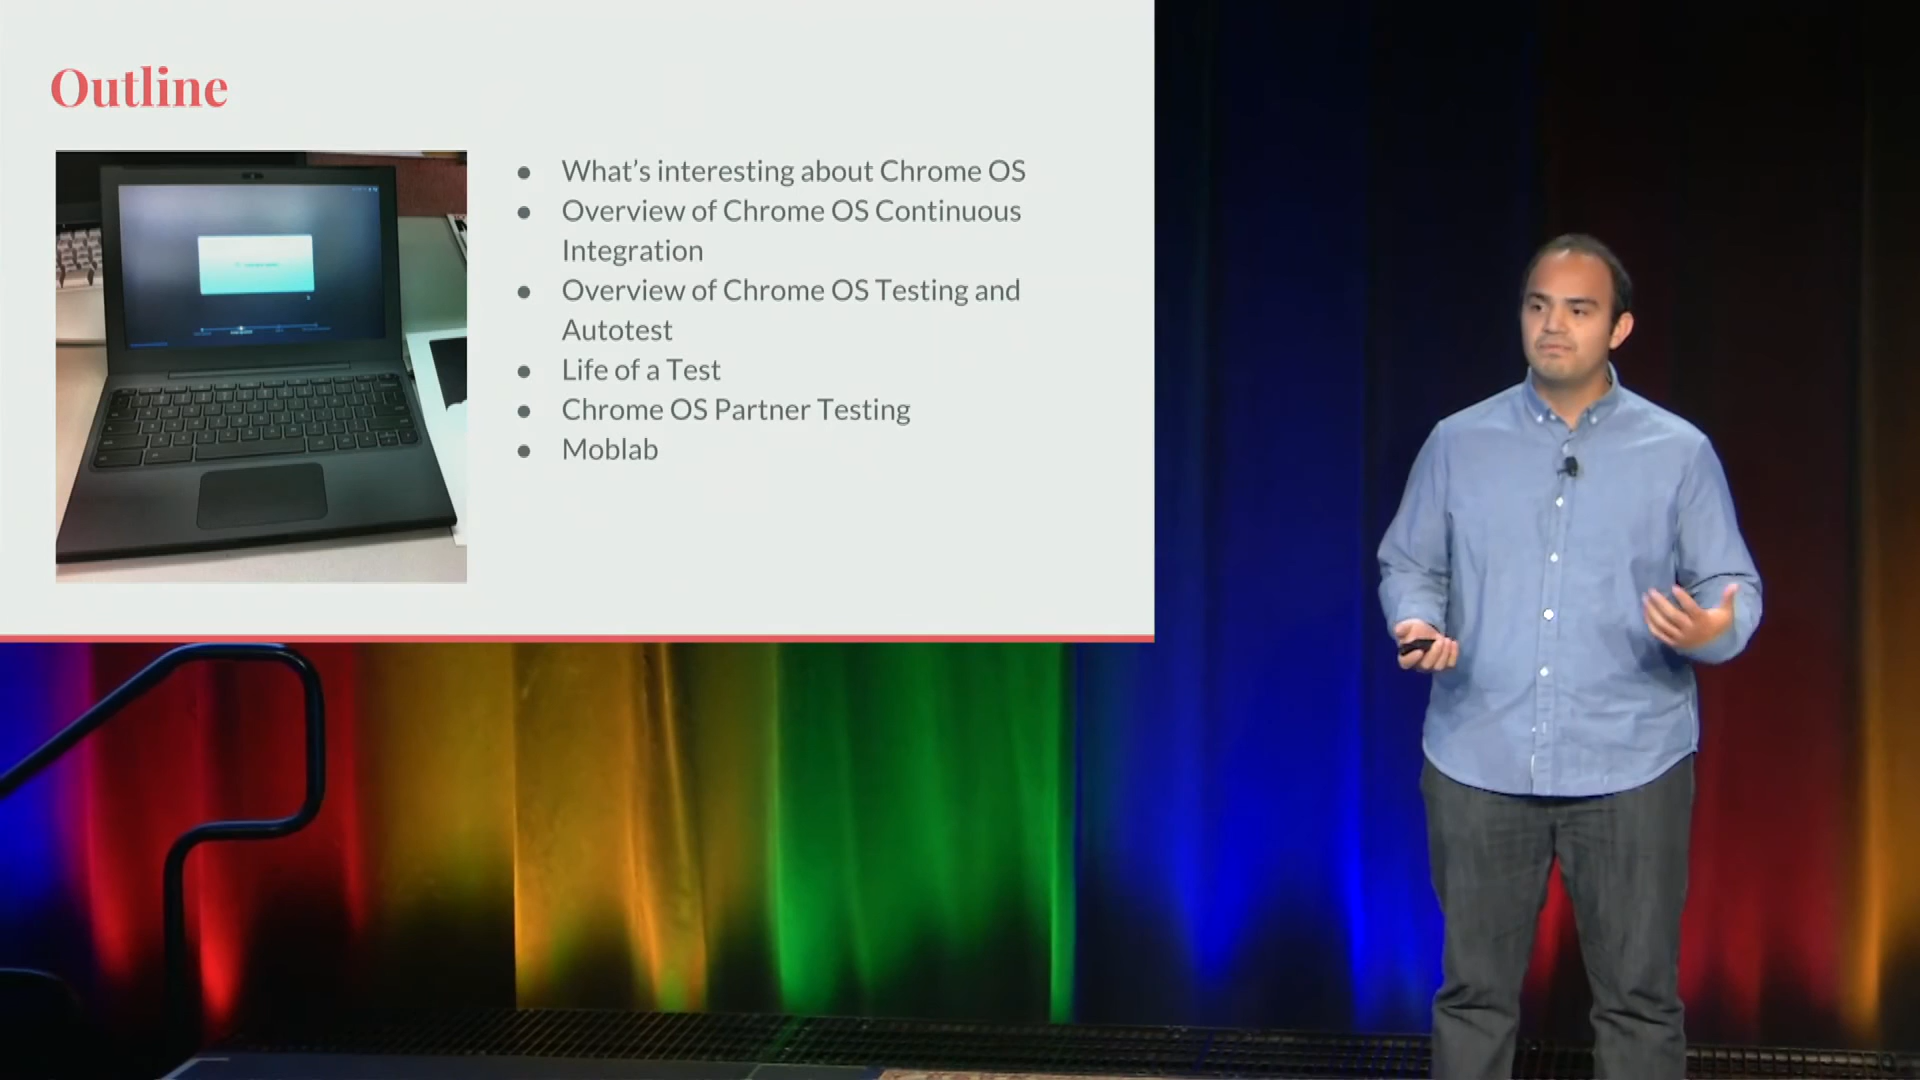 Outline
What's interesting about Chrome OS
Overview of Chrome OS Continuous
Integration
Overview of Chrome OS Testing and
Autotest
Life of a Test
Chrome OS Partner Testing
Moblab